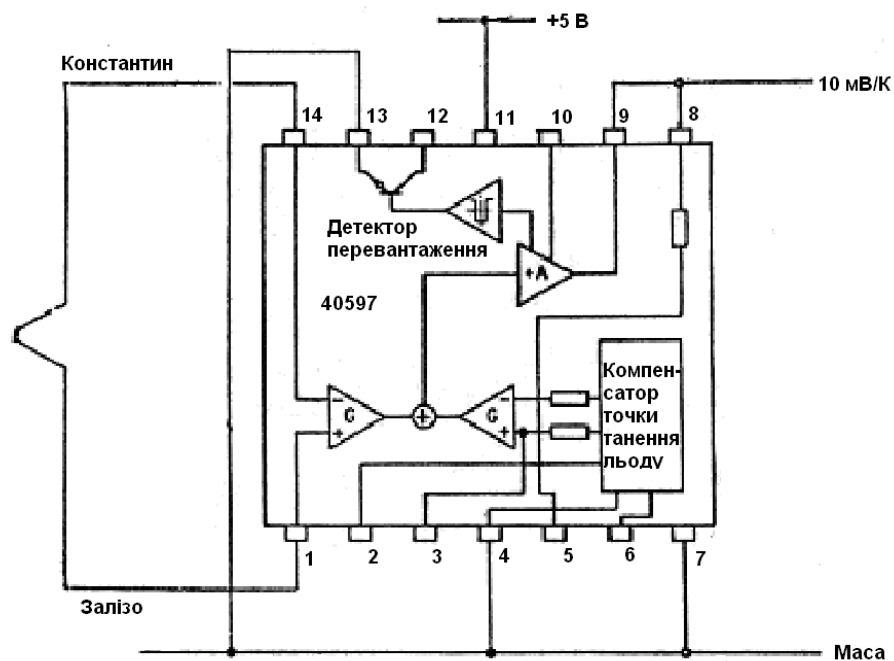 +5 В
Константин
10 мВ/К
14 13 12 11 10 9 8
Детектор
перевантаження
+А
40597
Компен-
сатор
точки
танення
льоду
− G + − G
+ +
1 2 3 4 5 6 7
Залізо
Маса